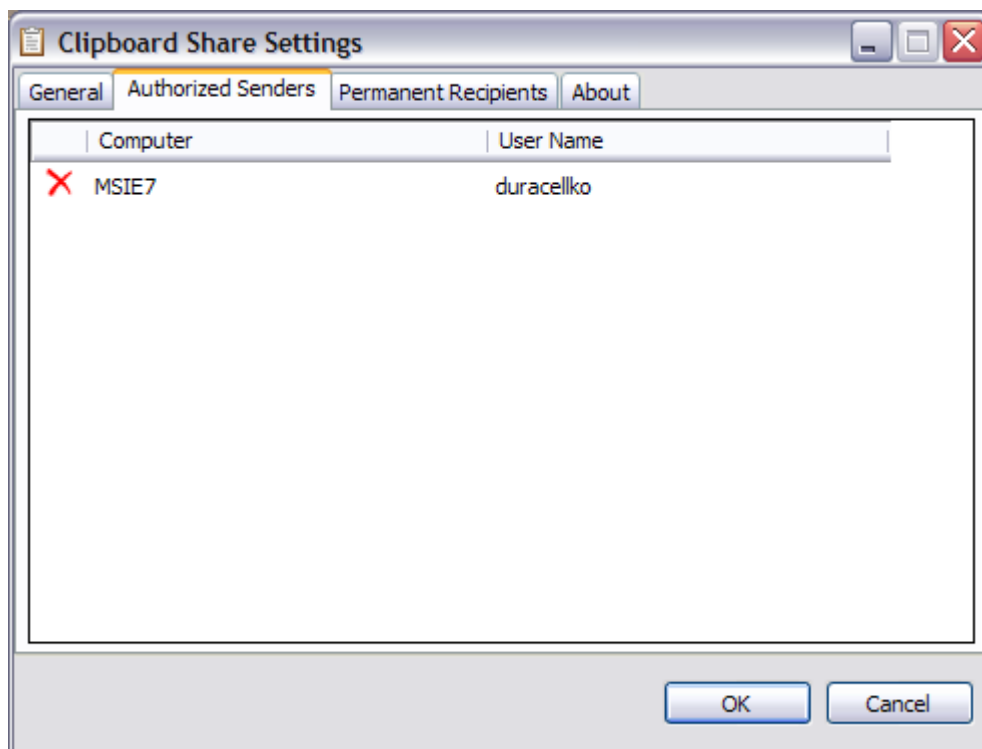 Clipboard Share Settings
General Authorized Senders Permanent Recipients About
Computer User Name
MSIE7 duracellko
OK Cancel